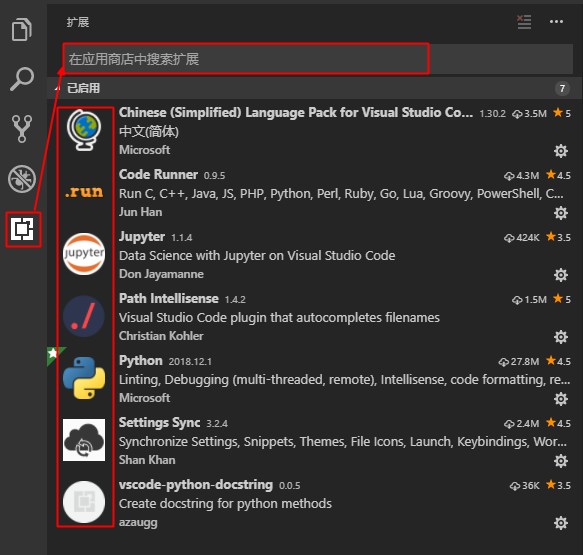 扩展
在应用商店中搜索扩展
已启用 7
Chinese (Simplified) Language Pack for Visual Studio Co... 1.30.2 3.5M 5
中文(简体)
Microsoft
.run
Code Runner 0.9.5 4.3M 4.5
Run C, C++, Java, JS, PHP, Python, Perl, Ruby, Go, Lua, Groovy, PowerShell, C...
Jun Han
jupyter
Jupyter 1.1.4 424K 3.5
Data Science with Jupyter on Visual Studio Code
Don Jayamanne
./
Path Intellisense 1.4.2 1.5M 5
Visual Studio Code plugin that autocompletes filenames
Christian Kohler
Python 2018.12.1 27.8M 4.5
Linting, Debugging (multi-threaded, remote), Intellisense, code formatting, re...
Microsoft
Settings Sync 3.2.4 2.4M 4.5
Synchronize Settings, Snippets, Themes, File Icons, Launch, Keybindings, Wor...
Shan Khan
vscode-python-docstring 0.0.5 36K 3.5
Create docstring for python methods
azaugg